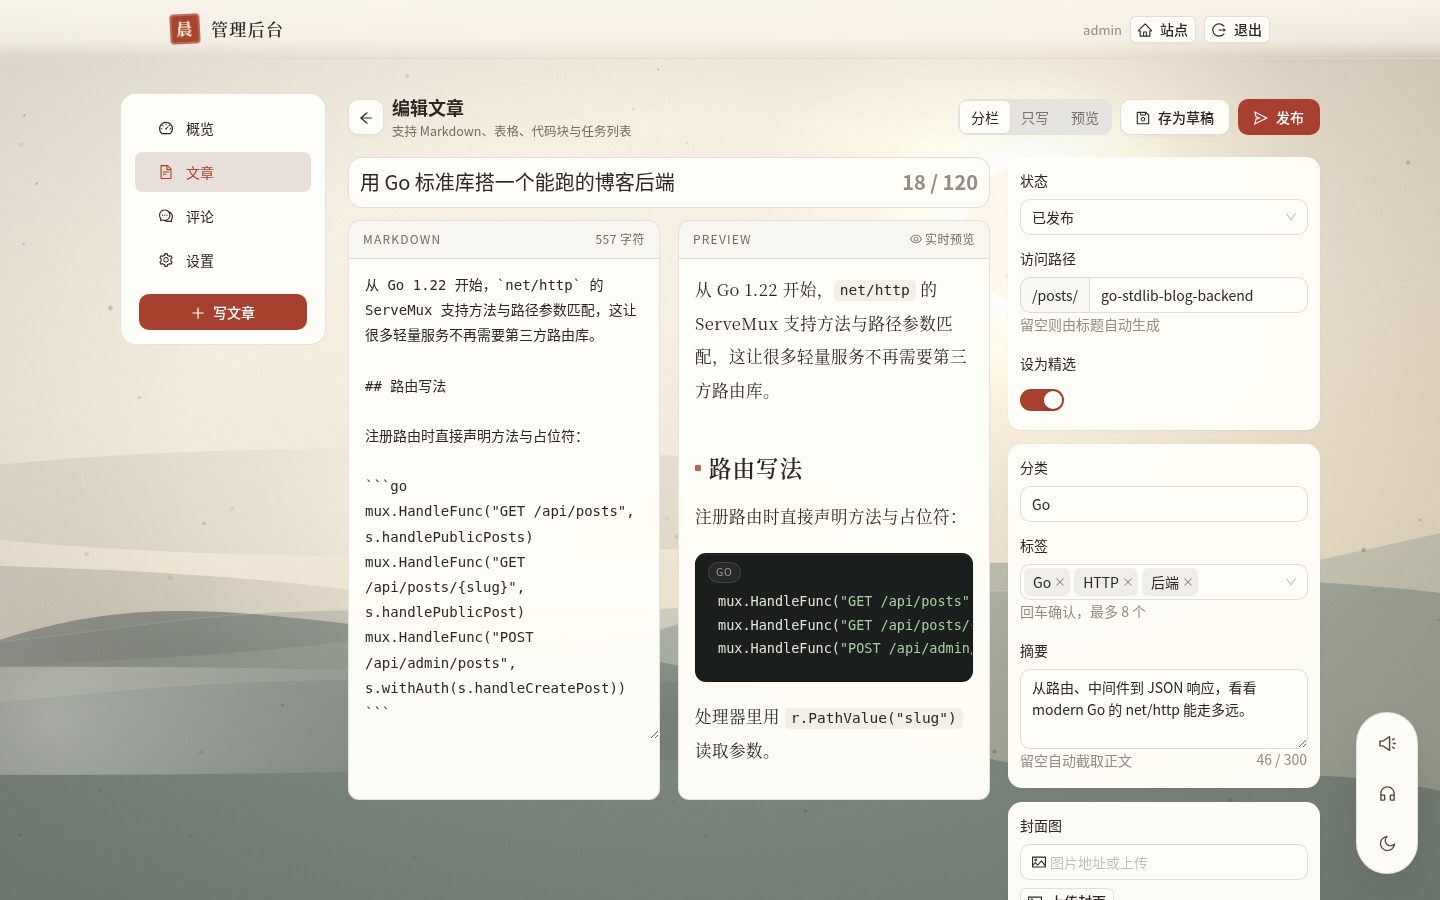 晨
管理后台
admin
站点
退出
概览
文章
评论
设置
写文章
编辑文章
支持 Markdown、表格、代码块与任务列表
分栏
只写
预览
存为草稿
发布
用 Go 标准库搭一个能跑的博客后端
18 / 120
MARKDOWN
557 字符
从 Go 1.22 开始，`net/http` 的
ServeMux 支持方法与路径参数匹配，这让
很多轻量服务不再需要第三方路由库。
## 路由写法
注册路由时直接声明方法与占位符：
```go
mux.HandleFunc("GET /api/posts",
s.handlePublicPosts)
mux.HandleFunc("GET
/api/posts/{slug}",
s.handlePublicPost)
mux.HandleFunc("POST
/api/admin/posts",
s.withAuth(s.handleCreatePost))
```
PREVIEW
实时预览
从 Go 1.22 开始， net/http 的
ServeMux 支持方法与路径参数匹
配，这让很多轻量服务不再需要第三
方路由库。
路由写法
注册路由时直接声明方法与占位符：
GO
mux.HandleFunc("GET /api/posts"
mux.HandleFunc("GET /api/posts/
mux.HandleFunc("POST /api/admin
处理器里用 r.PathValue("slug")
读取参数。
状态
已发布
访问路径
/posts/
go-stdlib-blog-backend
留空则由标题自动生成
设为精选
分类
Go
标签
Go × HTTP × 后端 ×
回车确认，最多 8 个
摘要
从路由、中间件到 JSON 响应，看看
modern Go 的 net/http 能走多远。
留空自动截取正文
46 / 300
封面图
图片地址或上传
上传封面